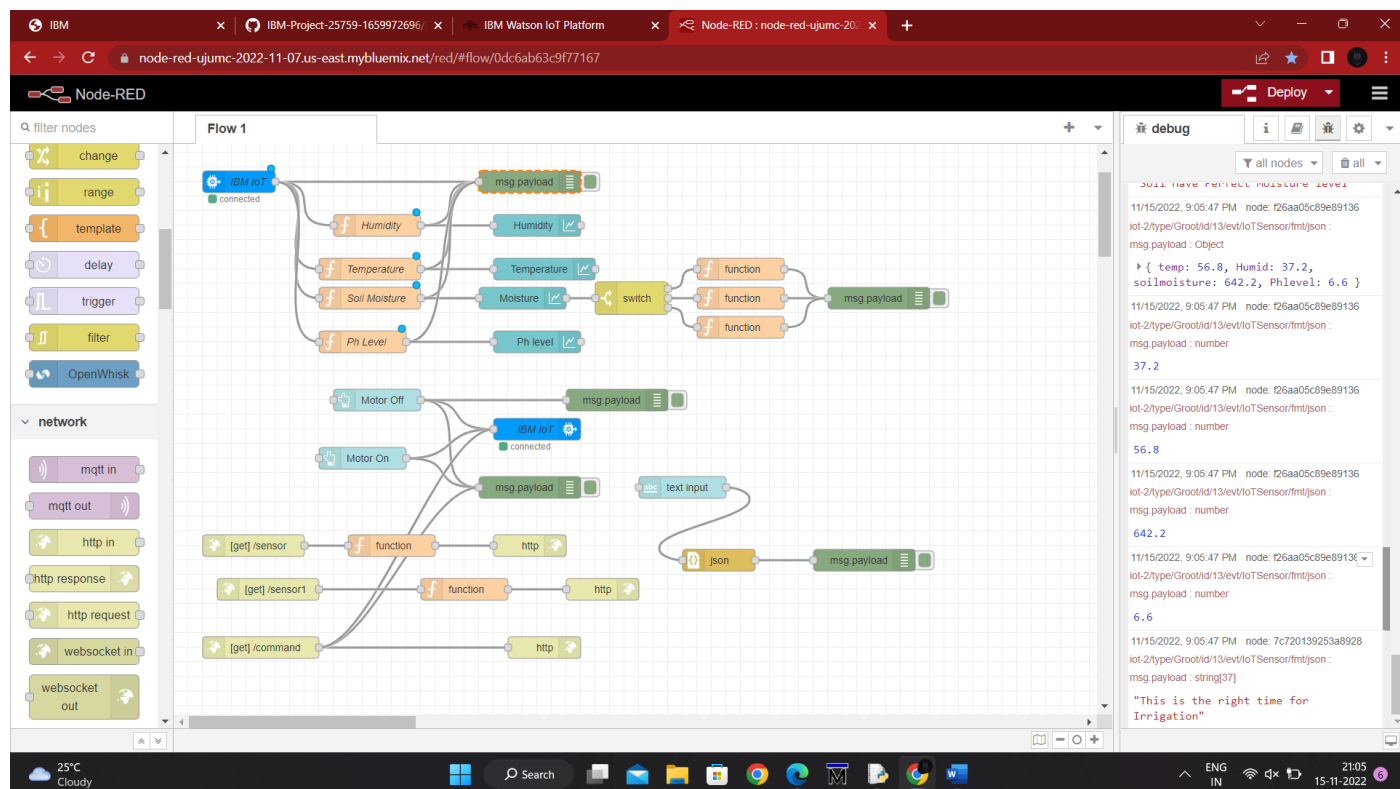 IBM
IBM-Project-25759-1659972696/
IBM Watson IoT Platform
Node-RED : node-red-ujumc-202
node-red-ujumc-2022-11-07.us-east.mybluemix.net/red/#flow/0dc6ab63c9f77167
Node-RED
Deploy
filter nodes
Flow 1
debug
i
all nodes
all
change
range
template
delay
trigger
filter
OpenWhisk
network
mqtt in
mqtt out
http in
http response
http request
websocket in
websocket
out
IBM IoT
connected
msg.payload
Humidity
Humidity
Temperature
Temperature
function
Soil Moisture
Moisture
switch
function
msg.payload
function
Ph Level
Ph level
Motor Off
msg.payload
IBM IoT
connected
Motor On
msg.payload
abc
text input
[get] /sensor
function
http
json
msg.payload
[get] /sensor1
function
http
[get] /command
http
"Soil Have Perfect Moisture level"
11/15/2022, 9:05:47 PM node: f26aa05c89e89136
iot-2/type/Groot/id/13/evt/IoTSensor/fmt/json :
msg.payload : Object
{ temp: 56.8, Humid: 37.2,
soilmoisture: 642.2, Phlevel: 6.6 }
11/15/2022, 9:05:47 PM node: f26aa05c89e89136
iot-2/type/Groot/id/13/evt/IoTSensor/fmt/json :
msg.payload : number
37.2
11/15/2022, 9:05:47 PM node: f26aa05c89e89136
iot-2/type/Groot/id/13/evt/IoTSensor/fmt/json :
msg.payload : number
56.8
11/15/2022, 9:05:47 PM node: f26aa05c89e89136
iot-2/type/Groot/id/13/evt/IoTSensor/fmt/json :
msg.payload : number
642.2
11/15/2022, 9:05:47 PM node: f26aa05c89e8913
iot-2/type/Groot/id/13/evt/IoTSensor/fmt/json :
msg.payload : number
6.6
11/15/2022, 9:05:47 PM node: 7c720139253a8928
iot-2/type/Groot/id/13/evt/IoTSensor/fmt/json :
msg.payload : string[37]
"This is the right time for
Irrigation"
25°C
Cloudy
Search
ENG
IN
21:05
15-11-2022
6